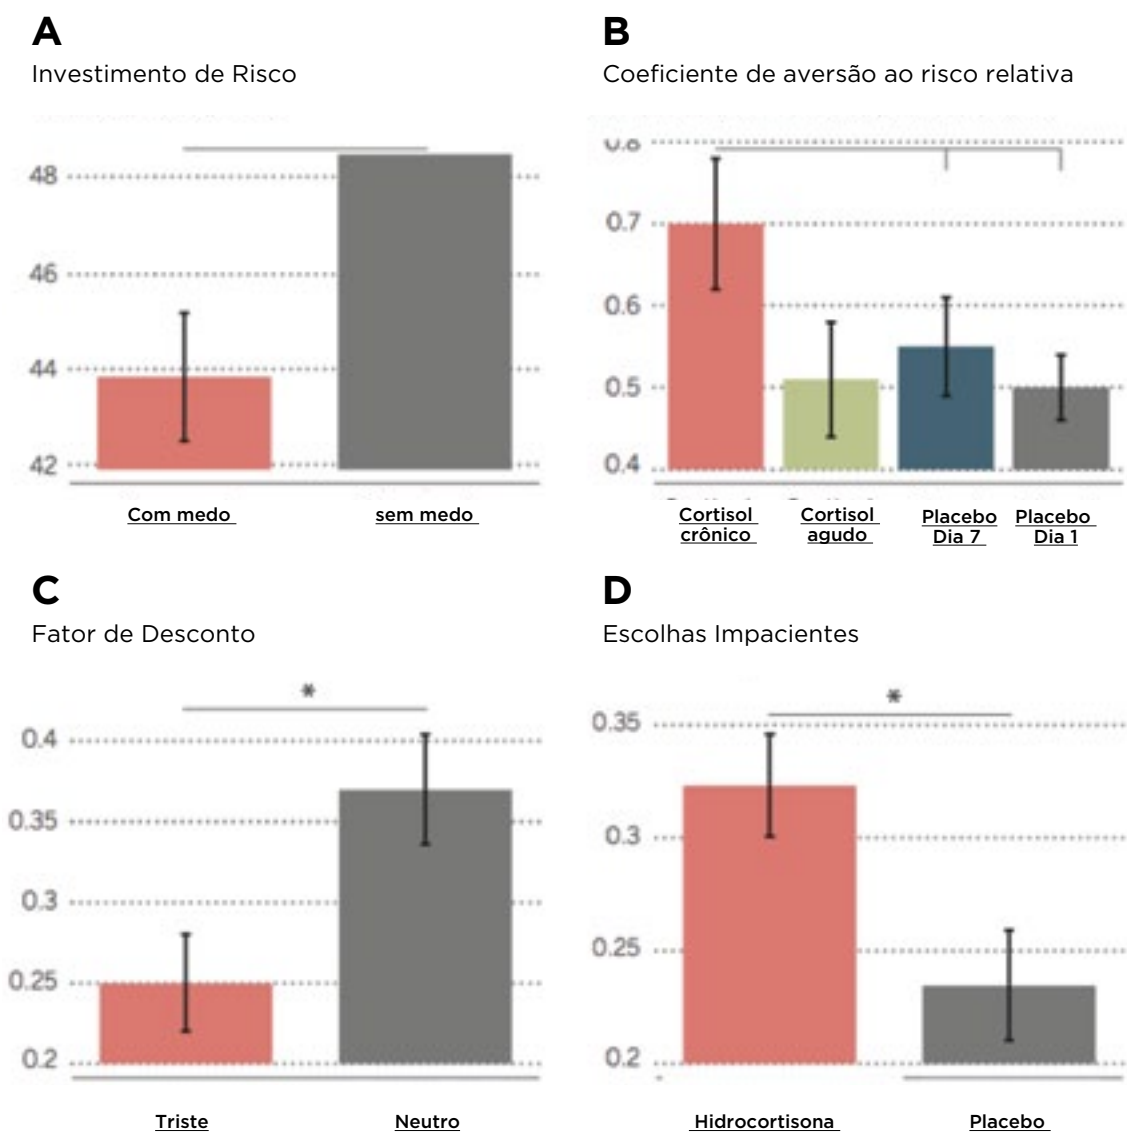 A
Investimento de Risco
48
46
44
42
Com medo
sem medo
B
Coeficiente de aversão ao risco relativa
0.8
0.7
0.6
0.5
0.4
Cortisol
crônico
Cortisol
agudo
Placebo
Dia 7
Placebo
Dia 1
C
Fator de Desconto
*
0.4
0.35
0.3
0.25
0.2
Triste
Neutro
D
Escolhas Impacientes
*
0.35
0.3
0.25
0.2
Hidrocortisona
Placebo